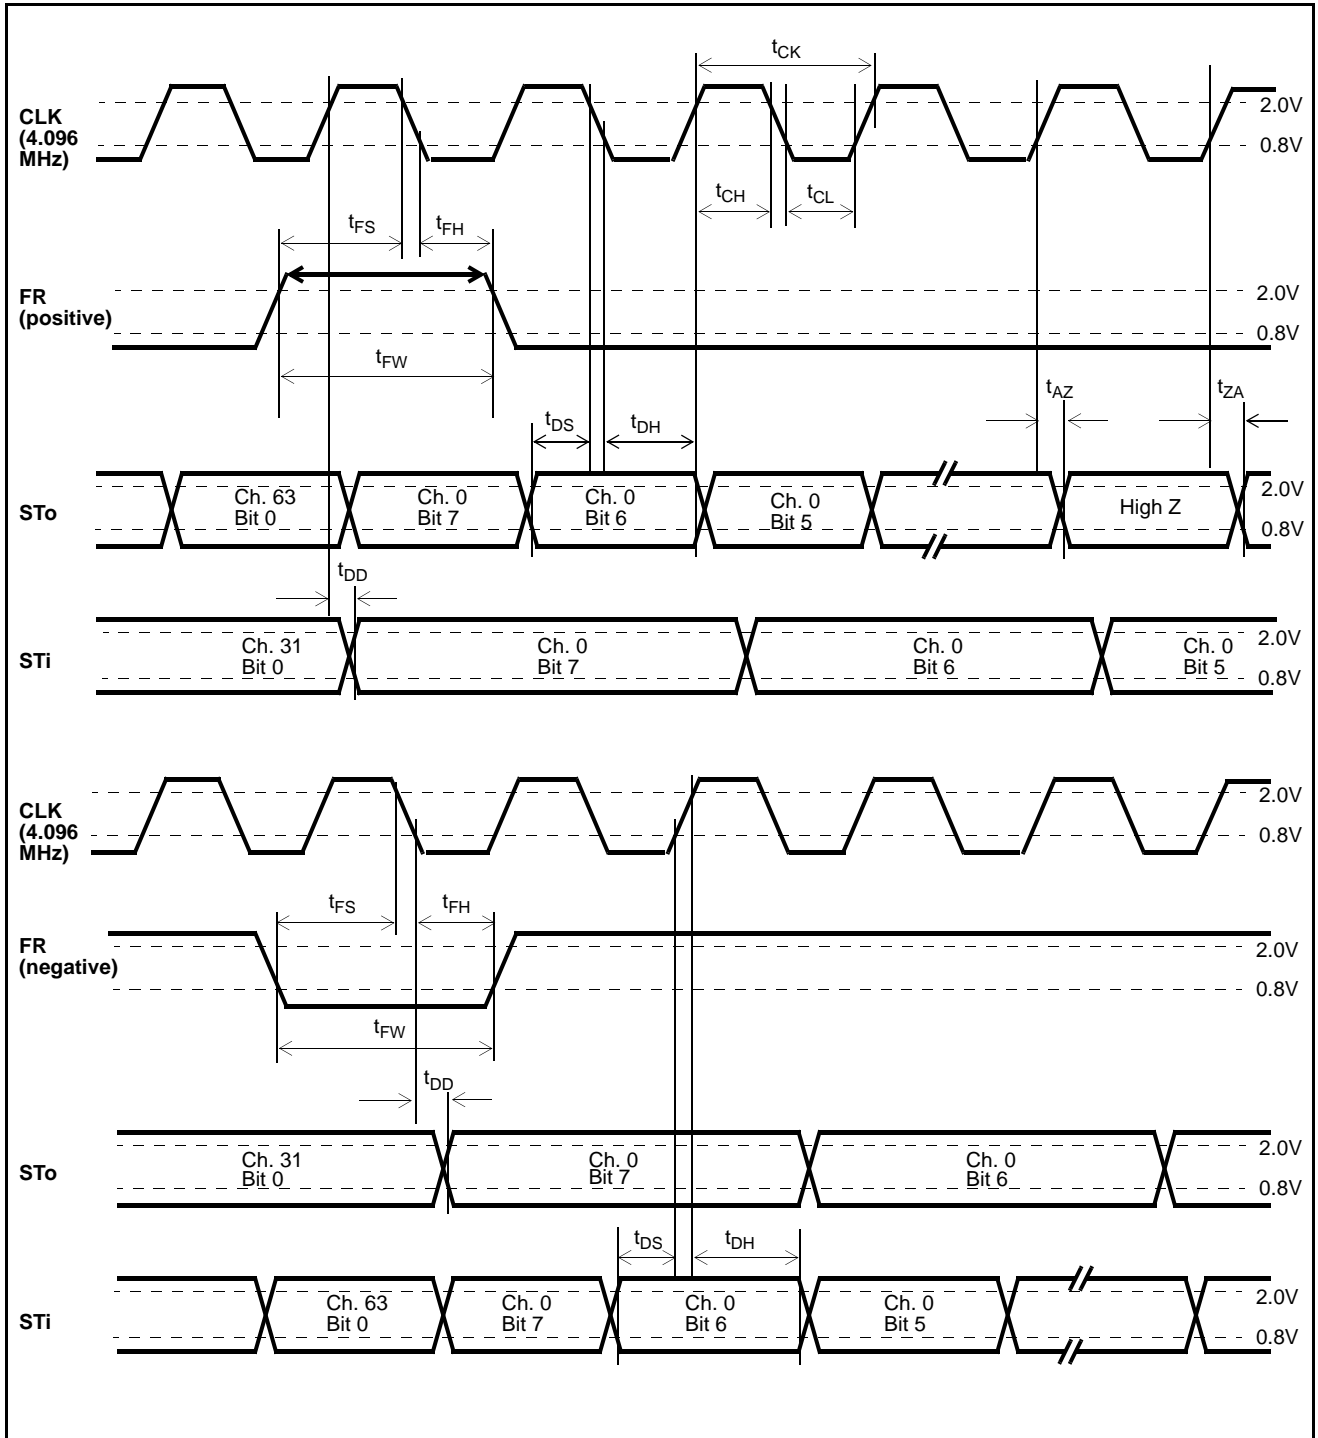 tCK
CLK
(4.096
MHz)
2.0V
0.8V
tCH
tCL
tFS
tFH
FR
(positive)
2.0V
0.8V
tFW
tAZ
tZA
tDS
tDH
STo
Ch. 63
Bit 0
Ch. 0
Bit 7
Ch. 0
Bit 6
Ch. 0
Bit 5
High Z
2.0V
0.8V
tDD
STi
Ch. 31
Bit 0
Ch. 0
Bit 7
Ch. 0
Bit 6
Ch. 0
Bit 5
2.0V
0.8V
CLK
(4.096
MHz)
2.0V
0.8V
tFS
tFH
FR
(negative)
2.0V
0.8V
tFW
tDD
STo
Ch. 31
Bit 0
Ch. 0
Bit 7
Ch. 0
Bit 6
2.0V
0.8V
tDS
tDH
STi
Ch. 63
Bit 0
Ch. 0
Bit 7
Ch. 0
Bit 6
Ch. 0
Bit 5
2.0V
0.8V